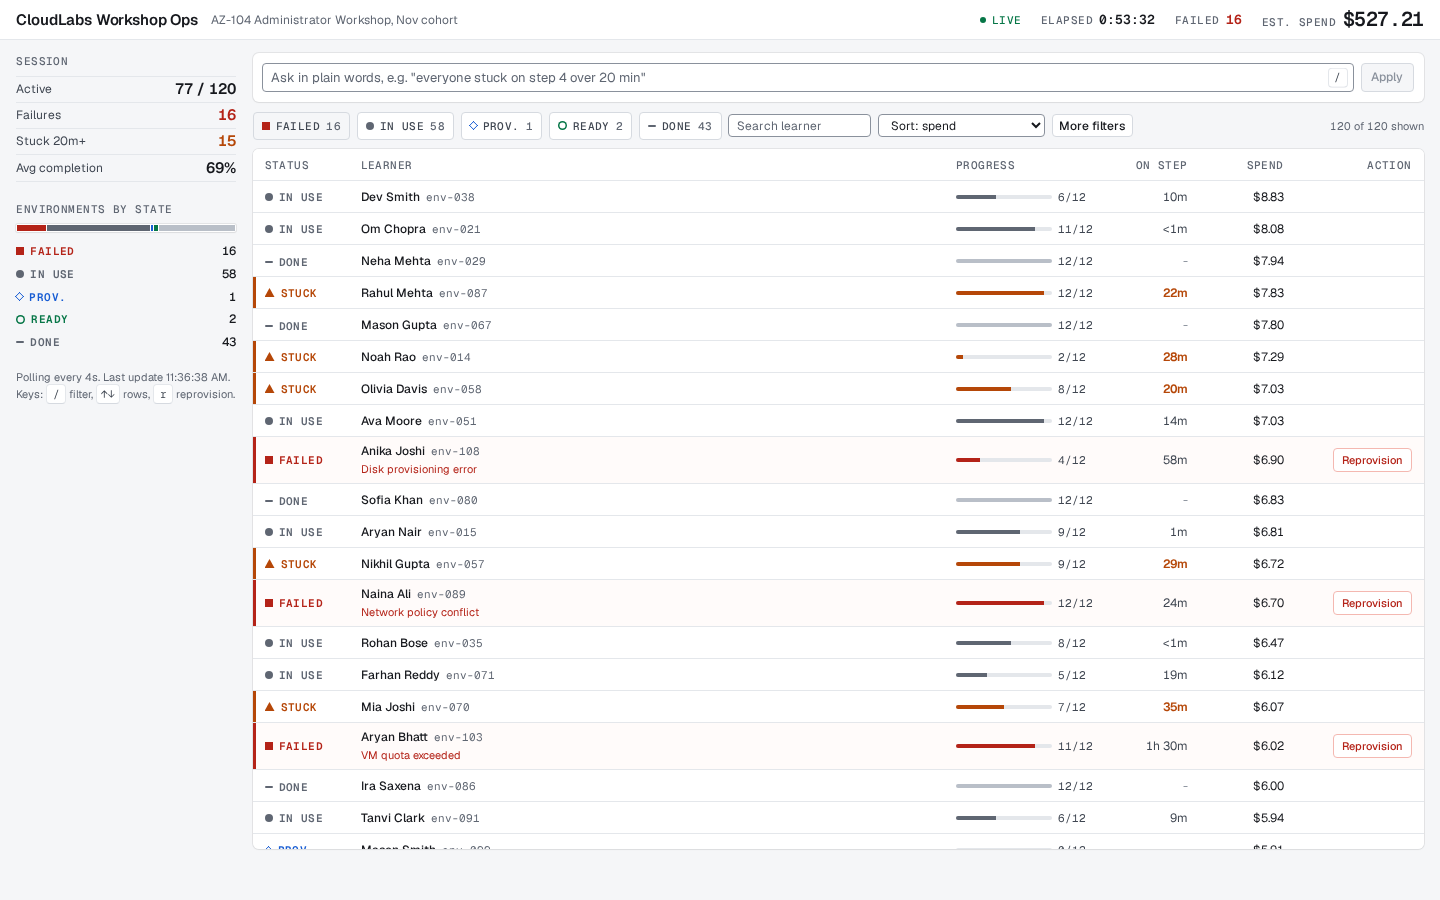 CloudLabs Workshop Ops AZ-104 Administrator Workshop, Nov cohort LIVE ELAPSED 0:53:32 FAILED 16 EST. SPEND $527.21
SESSION
Active 77 / 120
Failures 16
Stuck 20m+ 15
Avg completion 69%
ENVIRONMENTS BY STATE
FAILED 16
IN USE 58
PROV. 1
READY 2
DONE 43
Polling every 4s. Last update 11:36:38 AM.
Keys: / filter, ↑↓ rows, r reprovision.
Ask in plain words, e.g. "everyone stuck on step 4 over 20 min" / Apply
FAILED 16 IN USE 58 PROV. 1 READY 2 DONE 43 Search learner Sort: spend More filters 120 of 120 shown
STATUS LEARNER PROGRESS ON STEP SPEND ACTION
IN USE Dev Smith env-038 6/12 10m $8.83
IN USE Om Chopra env-021 11/12 <1m $8.08
DONE Neha Mehta env-029 12/12 - $7.94
STUCK Rahul Mehta env-087 12/12 22m $7.83
DONE Mason Gupta env-067 12/12 - $7.80
STUCK Noah Rao env-014 2/12 28m $7.29
STUCK Olivia Davis env-058 8/12 20m $7.03
IN USE Ava Moore env-051 12/12 14m $7.03
FAILED Anika Joshi env-108 4/12 58m $6.90 Reprovision
Disk provisioning error
DONE Sofia Khan env-080 12/12 - $6.83
IN USE Aryan Nair env-015 9/12 1m $6.81
STUCK Nikhil Gupta env-057 9/12 29m $6.72
FAILED Naina Ali env-089 12/12 24m $6.70 Reprovision
Network policy conflict
IN USE Rohan Bose env-035 8/12 <1m $6.47
IN USE Farhan Reddy env-071 5/12 19m $6.12
STUCK Mia Joshi env-070 7/12 35m $6.07
FAILED Aryan Bhatt env-103 11/12 1h 30m $6.02 Reprovision
VM quota exceeded
DONE Ira Saxena env-086 12/12 - $6.00
IN USE Tanvi Clark env-091 6/12 9m $5.94
PROV. Mason Smith